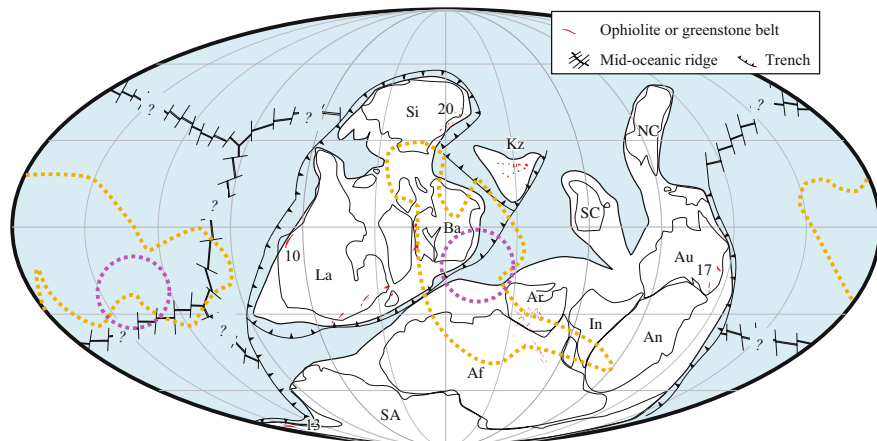 Ophiolite or greenstone belt
Mid-oceanic ridge Trench
Si 20
NC
Kz
?
?
?
?
SC
Ba
?
10
La
Au
17
Ar
In
An
?
?
?
?
Af
SA
13